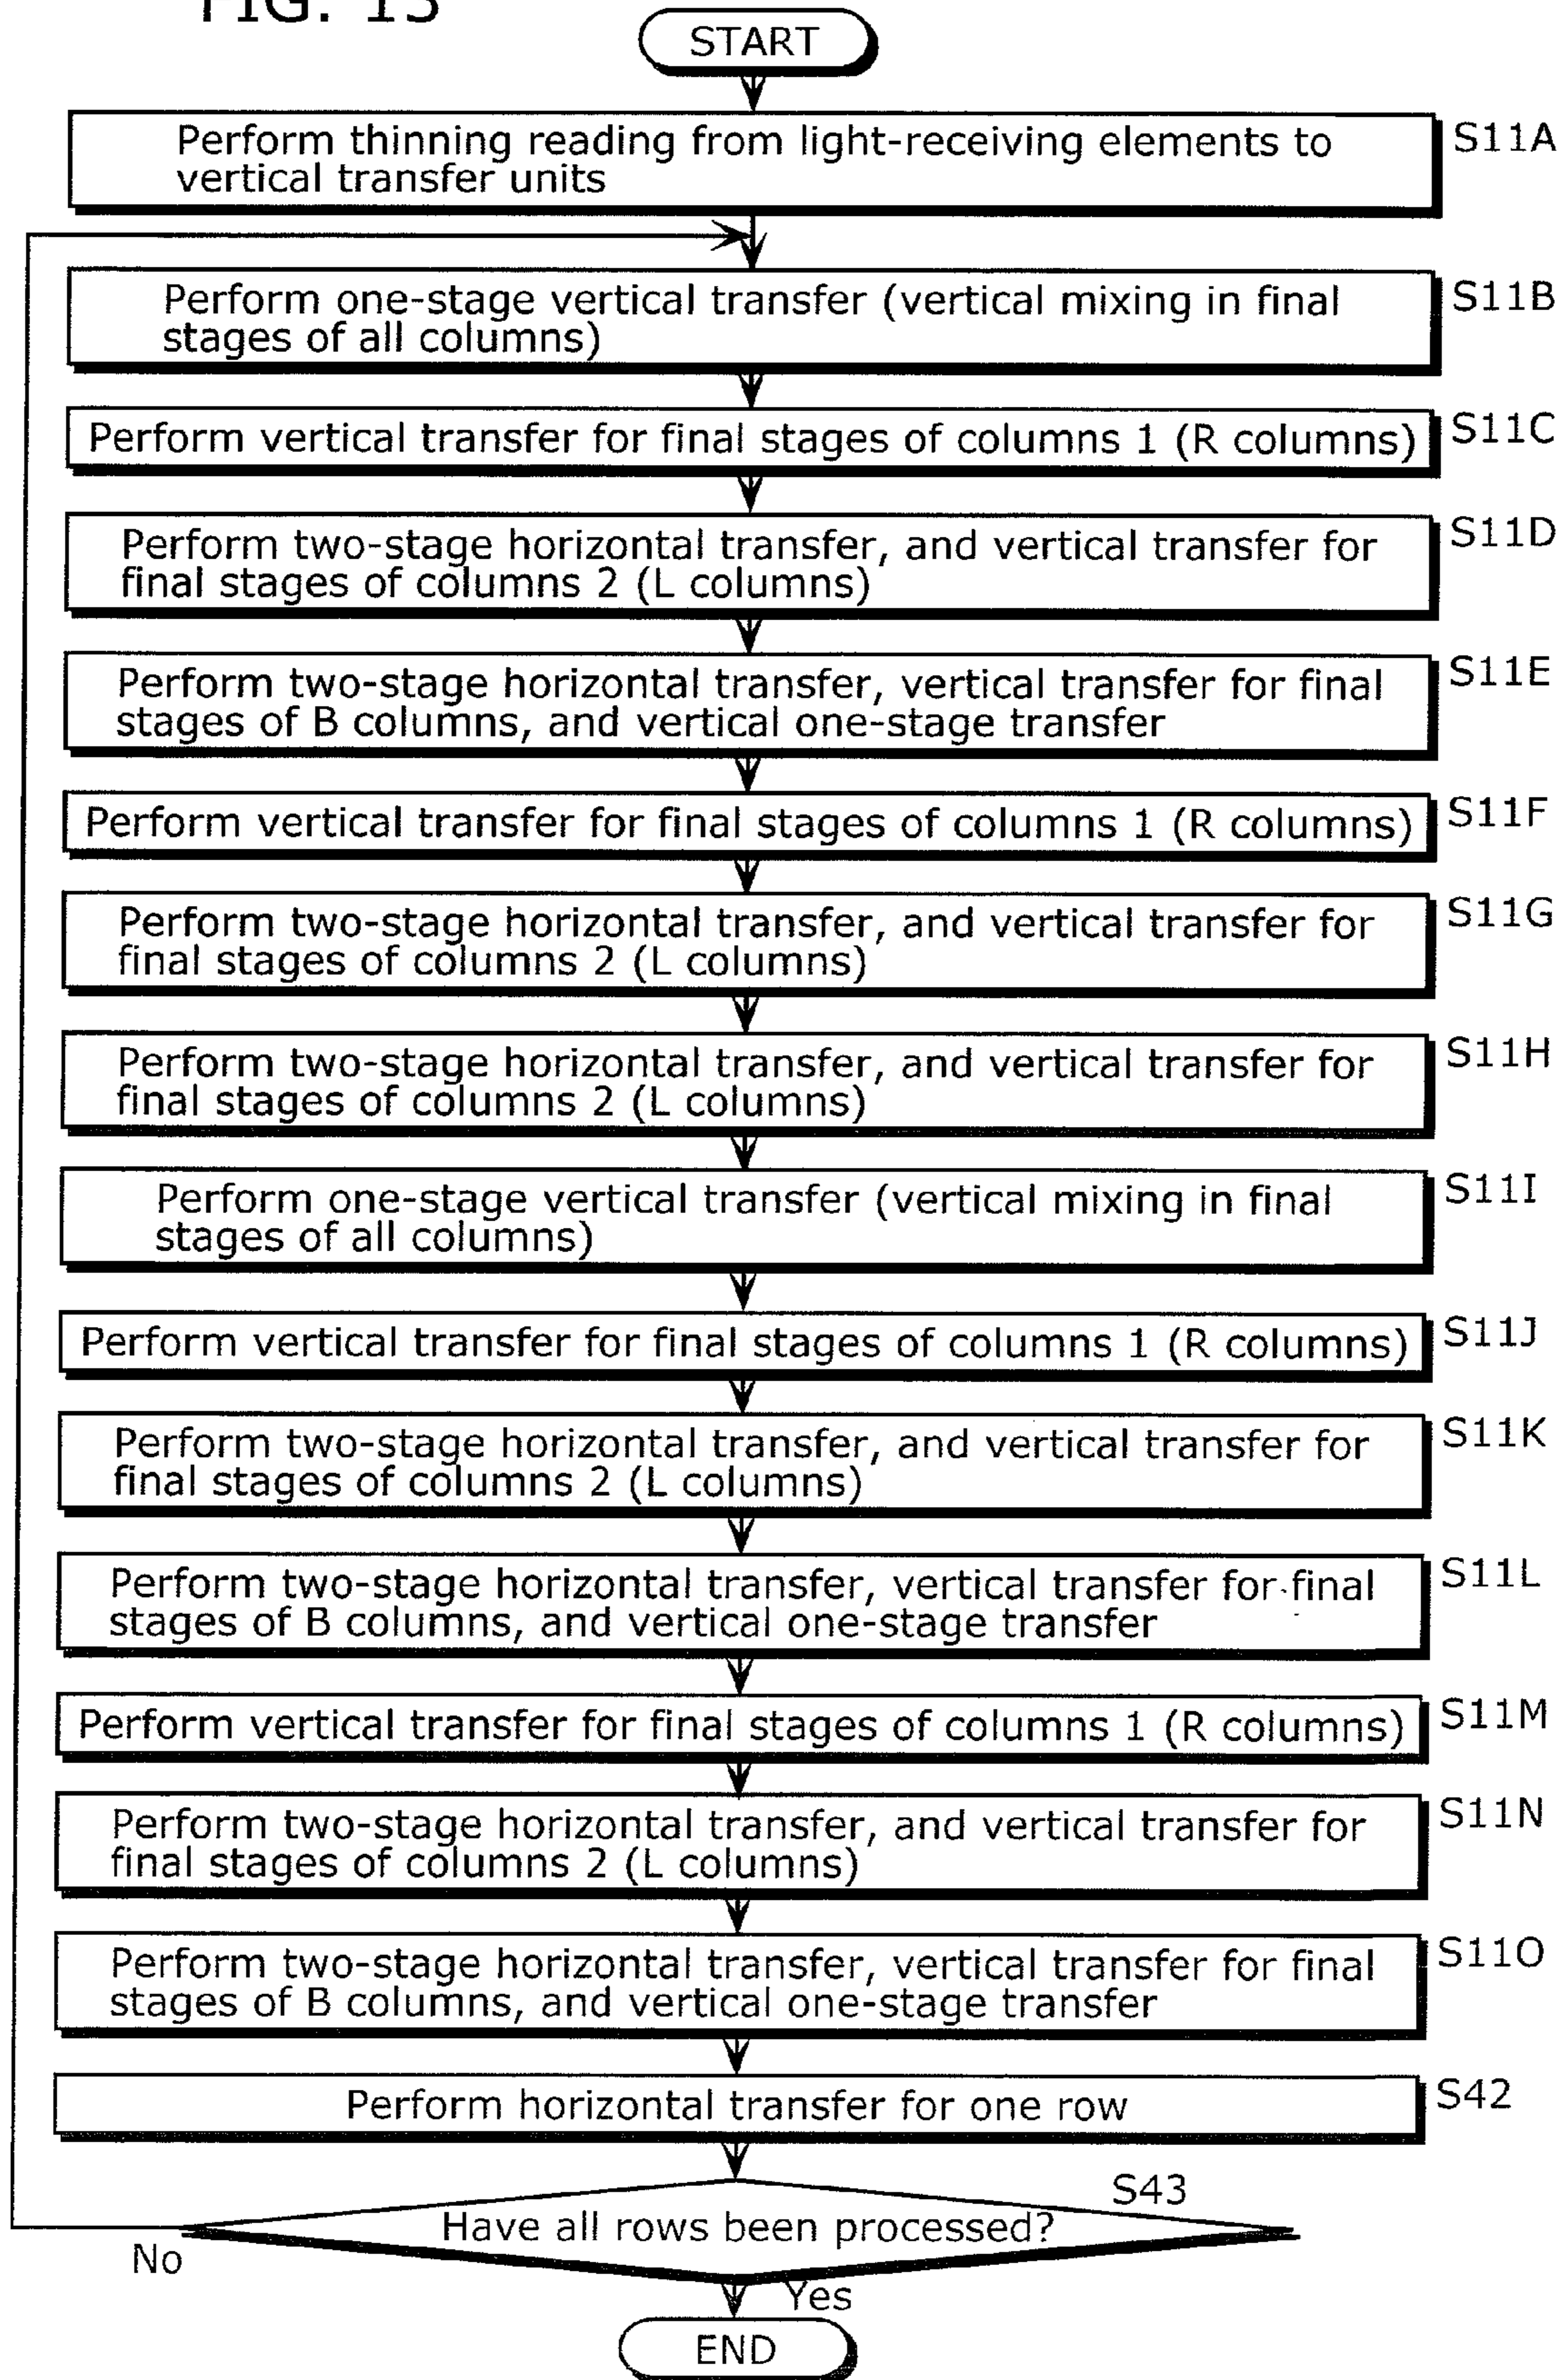 FIG. 13
START
Perform thinning reading from light-receiving elements to
vertical transfer units
S11A
Perform one-stage vertical transfer (vertical mixing in final
stages of all columns)
S11B
Perform vertical transfer for final stages of columns 1 (R columns)
S11C
Perform two-stage horizontal transfer, and vertical transfer for
final stages of columns 2 (L columns)
S11D
Perform two-stage horizontal transfer, vertical transfer for final
stages of B columns, and vertical one-stage transfer
S11E
Perform vertical transfer for final stages of columns 1 (R columns)
S11F
Perform two-stage horizontal transfer, and vertical transfer for
final stages of columns 2 (L columns)
S11G
Perform two-stage horizontal transfer, and vertical transfer for
final stages of columns 2 (L columns)
S11H
Perform one-stage vertical transfer (vertical mixing in final
stages of all columns)
S11I
Perform vertical transfer for final stages of columns 1 (R columns)
S11J
Perform two-stage horizontal transfer, and vertical transfer for
final stages of columns 2 (L columns)
S11K
Perform two-stage horizontal transfer, vertical transfer for final
stages of B columns, and vertical one-stage transfer
S11L
Perform vertical transfer for final stages of columns 1 (R columns)
S11M
Perform two-stage horizontal transfer, and vertical transfer for
final stages of columns 2 (L columns)
S11N
Perform two-stage horizontal transfer, vertical transfer for final
stages of B columns, and vertical one-stage transfer
S11O
Perform horizontal transfer for one row
S42
S43
Have all rows been processed?
No
Yes
END